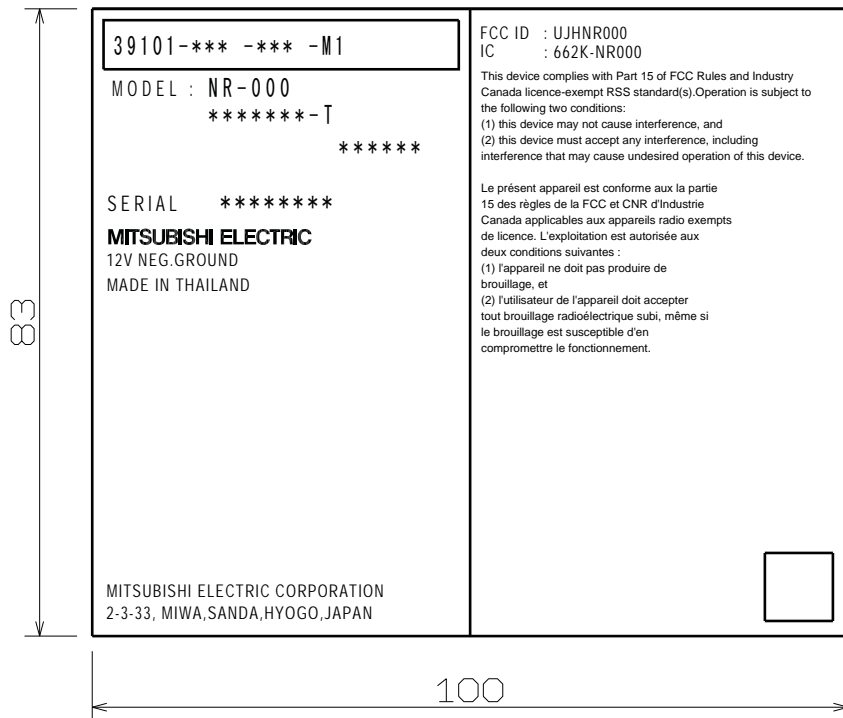 39101-*** -*** -M1
MODEL : NR-000
*******-T
******
SERIAL ********
MITSUBISHI ELECTRIC
12V NEG.GROUND
MADE IN THAILAND
MITSUBISHI ELECTRIC CORPORATION
2-3-33, MIWA,SANDA,HYOGO,JAPAN
FCC ID : UJHNR000
IC : 662K-NR000
This device complies with Part 15 of FCC Rules and Industry
Canada licence-exempt RSS standard(s).Operation is subject to
the following two conditions:
(1) this device may not cause interference, and
(2) this device must accept any interference, including
interference that may cause undesired operation of this device.
Le présent appareil est conforme aux la partie
15 des règles de la FCC et CNR d'Industrie
Canada applicables aux appareils radio exempts
de licence. L'exploitation est autorisée aux
deux conditions suivantes :
(1) l'appareil ne doit pas produire de
brouillage, et
(2) l'utilisateur de l'appareil doit accepter
tout brouillage radioélectrique subi, même si
le brouillage est susceptible d'en
compromettre le fonctionnement.
83
100